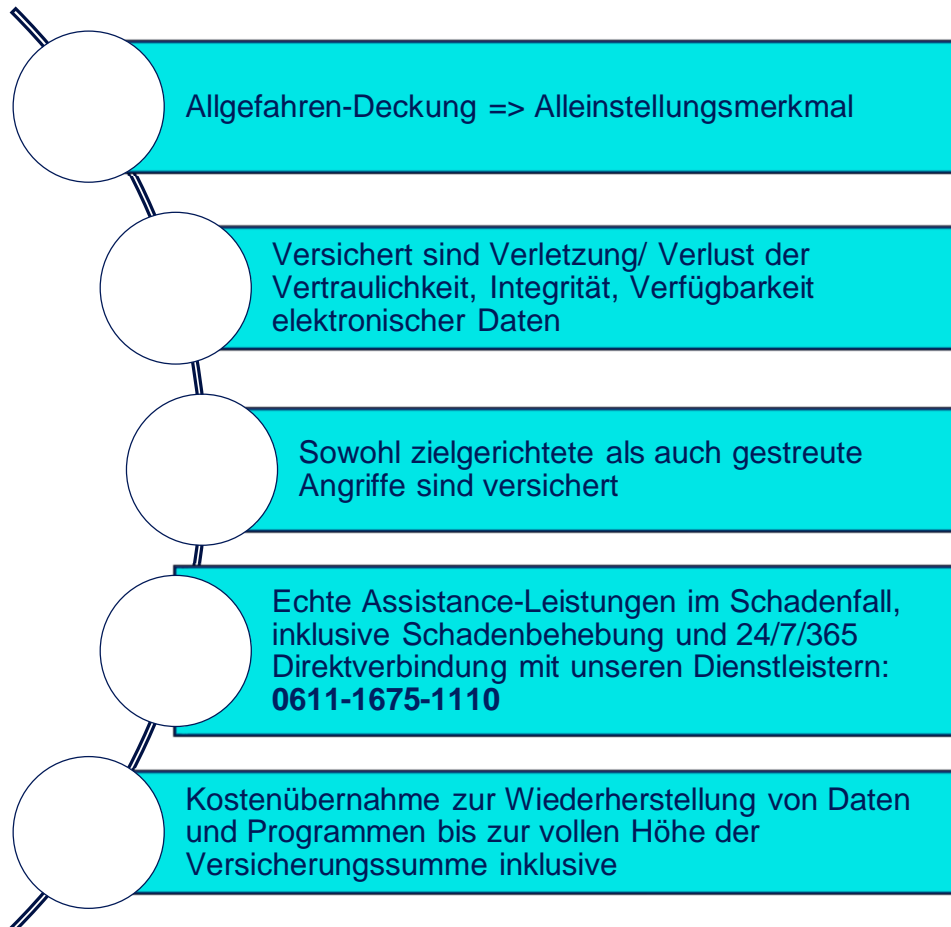 Allgefahren-Deckung => Alleinstellungsmerkmal
Versichert sind Verletzung/ Verlust der
Vertraulichkeit, Integrität, Verfügbarkeit
elektronischer Daten
Sowohl zielgerichtete als auch gestreute
Angriffe sind versichert
Echte Assistance-Leistungen im Schadenfall,
inklusive Schadenbehebung und 24/7/365
Direktverbindung mit unseren Dienstleistern:
0611-1675-1110
Kostenübernahme zur Wiederherstellung von Daten
und Programmen bis zur vollen Höhe der
Versicherungssumme inklusive